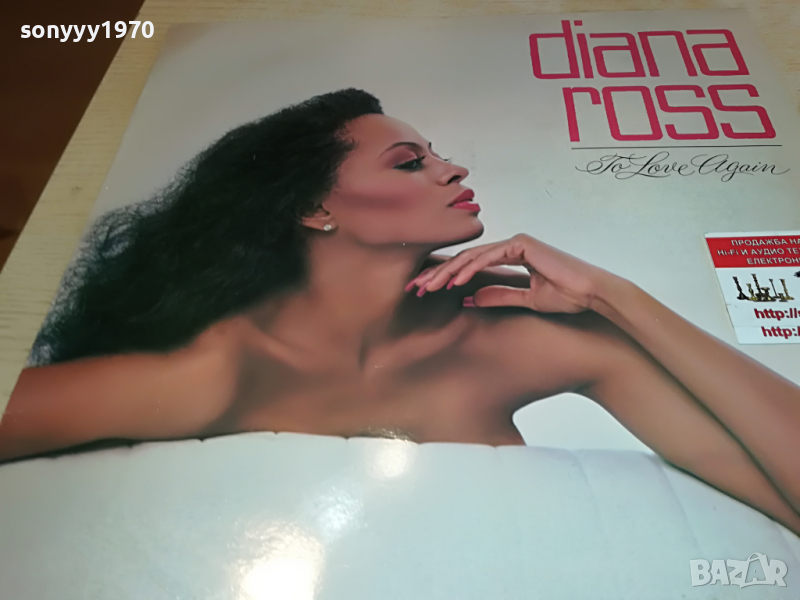 sonyyy1970
diana
ross
To Love Again
ПРОДАЖБА НА
Hi-Fi И АУДИО ТЕ
ЕЛЕКТРОН
http://
http:/
BAZAR